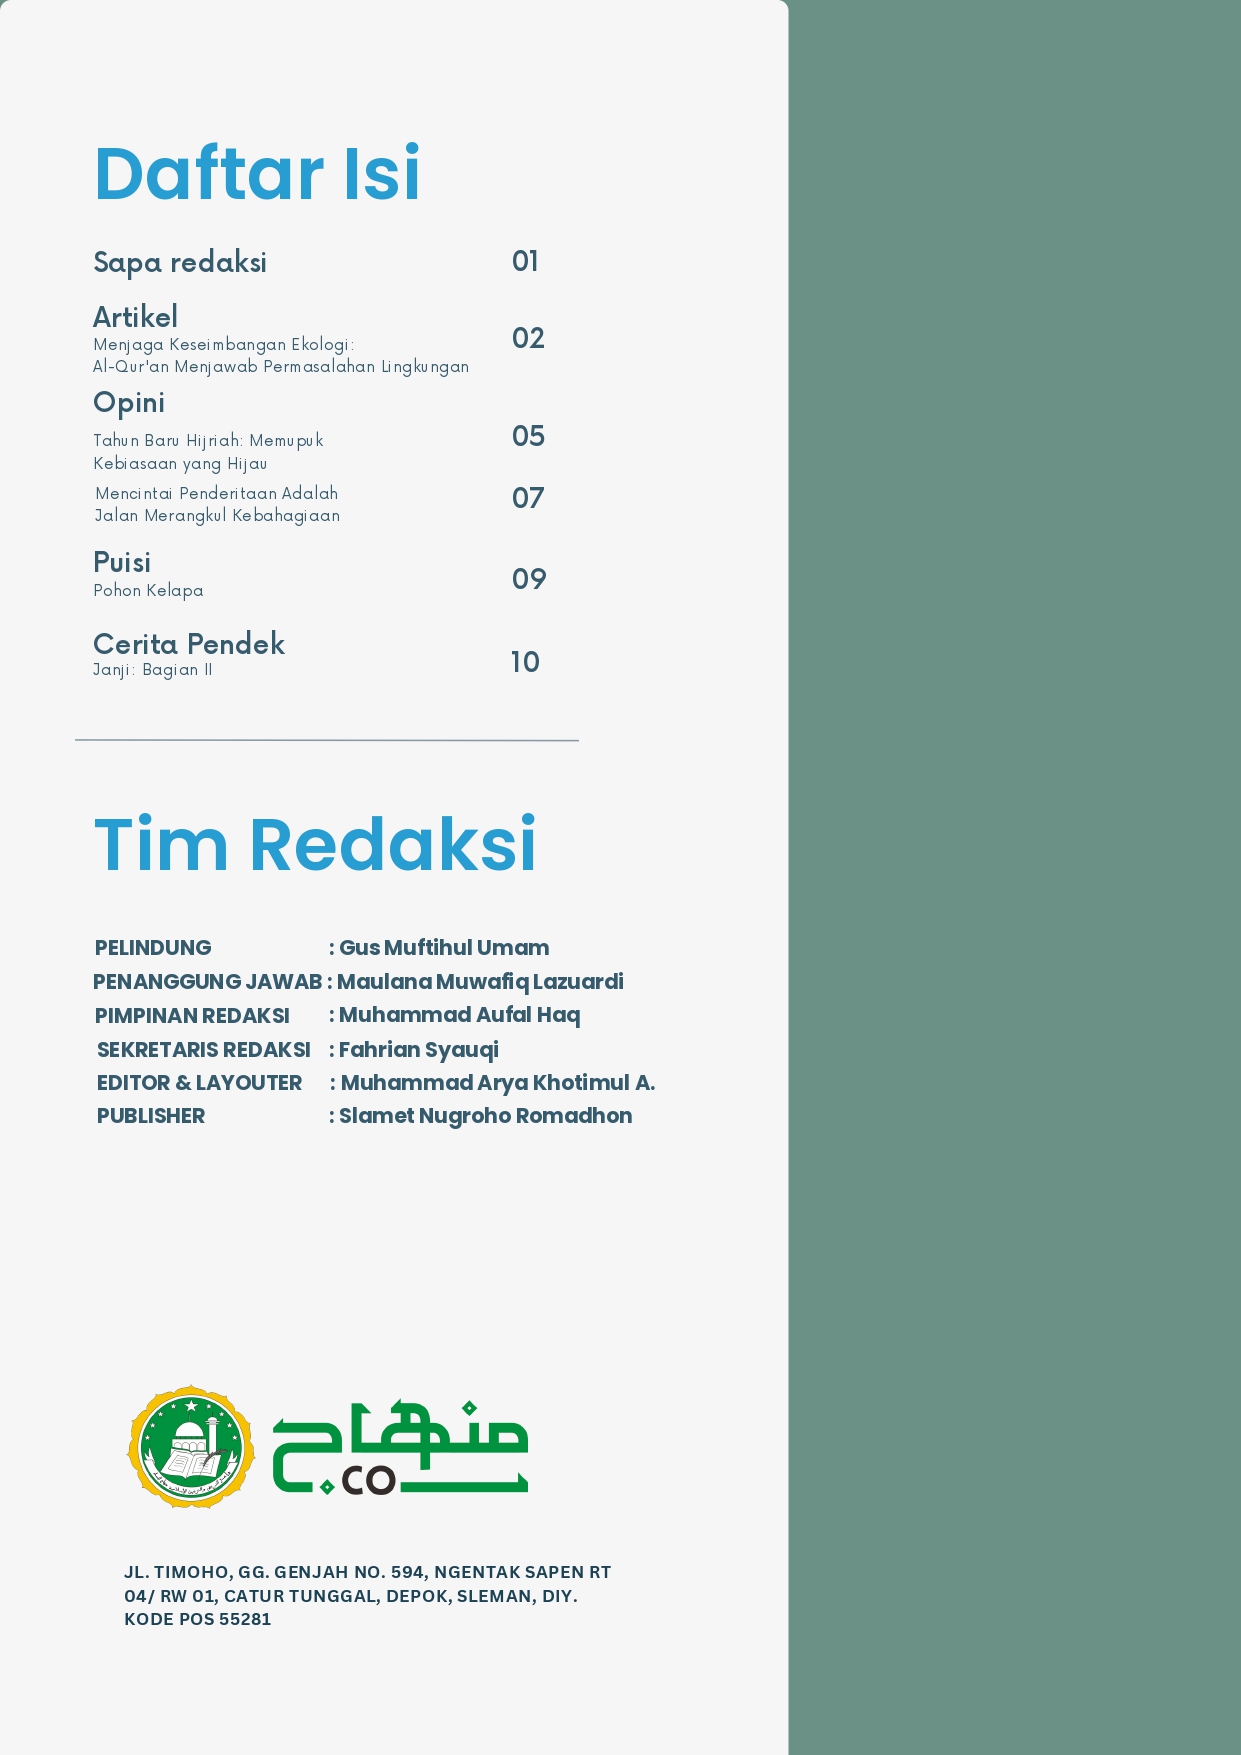 Daftar Isi
Sapa redaksi 01
Artikel
Menjaga Keseimbangan Ekologi:
Al-Qur'an Menjawab Permasalahan Lingkungan
02
Opini
Tahun Baru Hijriah: Memupuk
Kebiasaan yang Hijau
05
Mencintai Penderitaan Adalah
Jalan Merangkul Kebahagiaan
07
Puisi
Pohon Kelapa
09
Cerita Pendek
Janji: Bagian II
10
Tim Redaksi
PELINDUNG : Gus Muftihul Umam
PENANGGUNG JAWAB : Maulana Muwafiq Lazuardi
PIMPINAN REDAKSI : Muhammad Aufal Haq
SEKRETARIS REDAKSI : Fahrian Syauqi
EDITOR & LAYOUTER : Muhammad Arya Khotimul A.
PUBLISHER : Slamet Nugroho Romadhon
منهاج
.co
JL. TIMOHO, GG. GENJAH NO. 594, NGENTAK SAPEN RT
04/ RW 01, CATUR TUNGGAL, DEPOK, SLEMAN, DIY.
KODE POS 55281